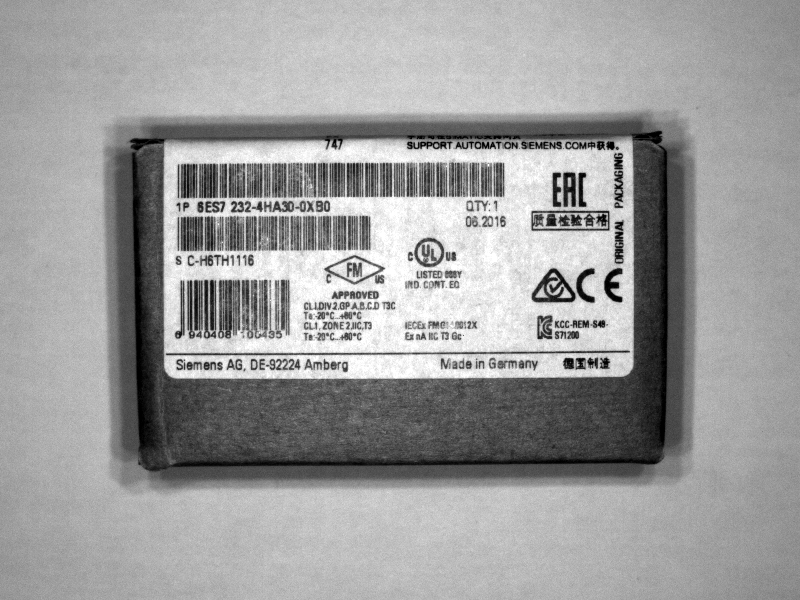 747
SUPPORT AUTOMATION SIEMENS.COM中获得。
1P 6ES7 232-4HA30-0XB0
QTY: 1
06.2016
S C-H6TH1116
EAC
质量检验合格
ORIGINAL PACKAGING
C UL US
LISTED
IND. CONT. EQ
C FM US
APPROVED
CL.I,DIV.2,GP.A,B,C,D T3C
Ta:-20°C...+60°C
CL.I, ZONE 2,IIC,T3
Ta:-20°C...+60°C
Ex nA IIC T3 Gc
CE
KCC-REM-S49-
S71200
6 940408 100435
Siemens AG, DE-92224 Amberg
Made in Germany
德国制造